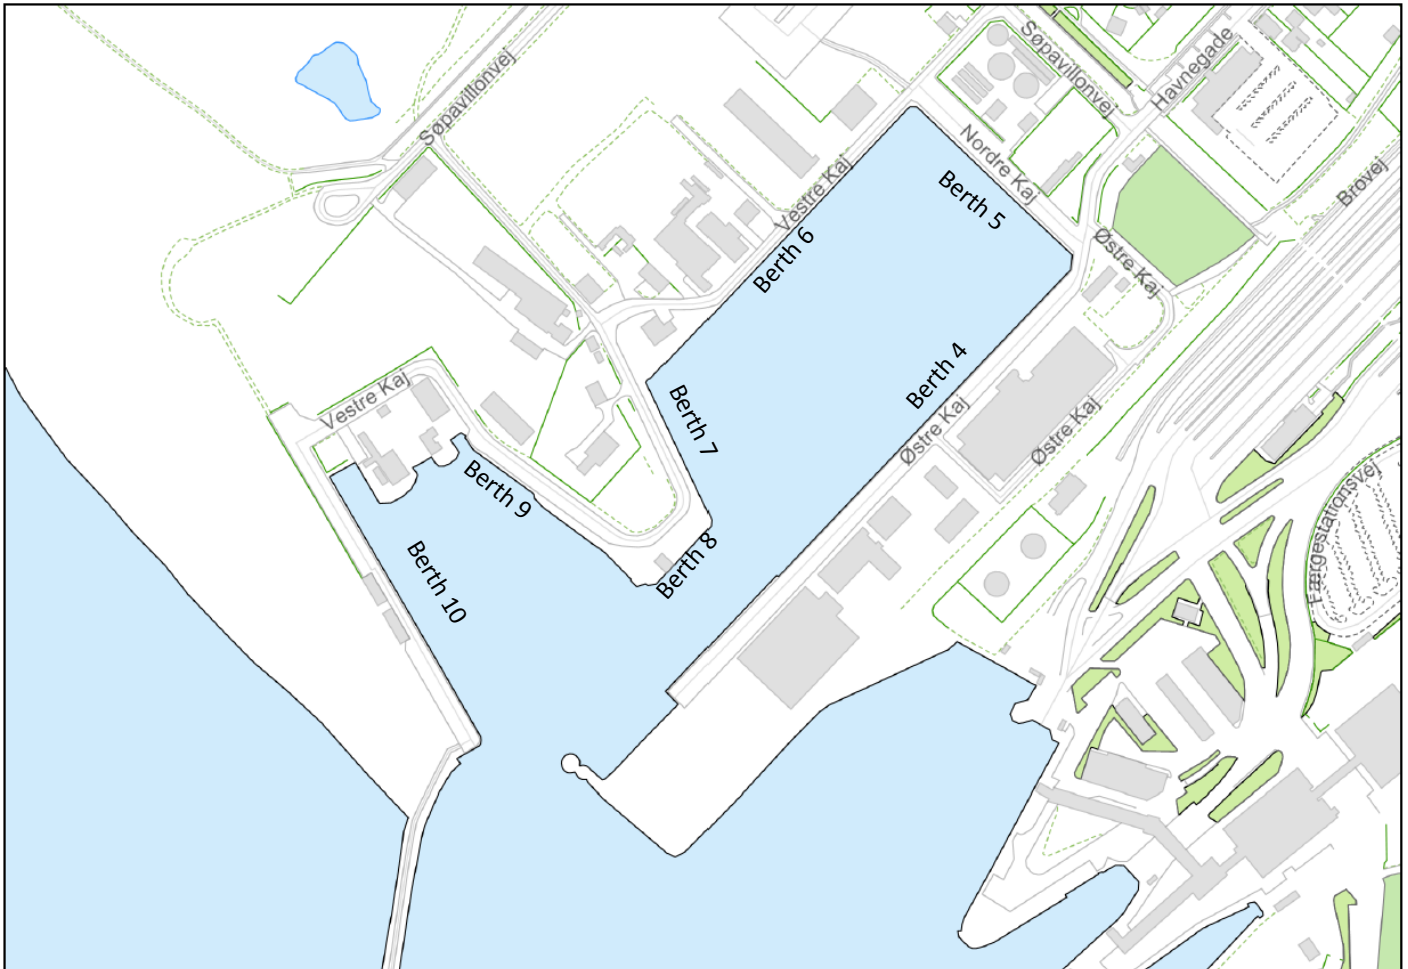 Søpavillonvej
Søpavillonvej
Havnegade
Nordre Kaj
Brovej
Vestre Kaj
Berth 5
Berth 6
Østre Kaj
Berth 4
Vestre Kaj
Berth 7
Østre Kaj
Østre Kaj
Berth 9
Færgestationsvej
Berth 8
Berth 10